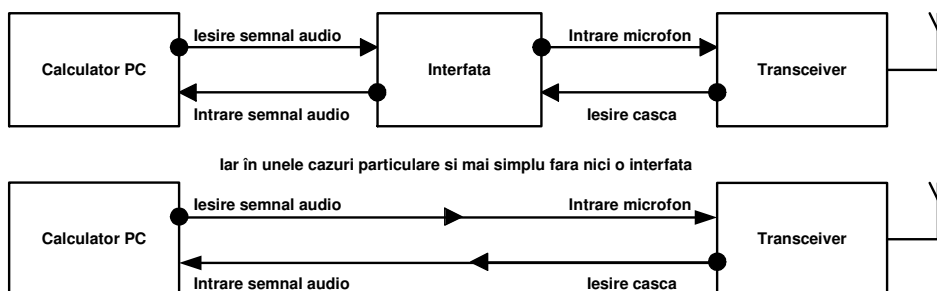 Iesire semnal audio
Intrare microfon
Calculator PC
Interfata
Transceiver
Intrare semnal audio
Iesire casca
Iar în unele cazuri particulare si mai simplu fara nici o interfata
Iesire semnal audio
Intrare microfon
Calculator PC
Transceiver
Intrare semnal audio
Iesire casca